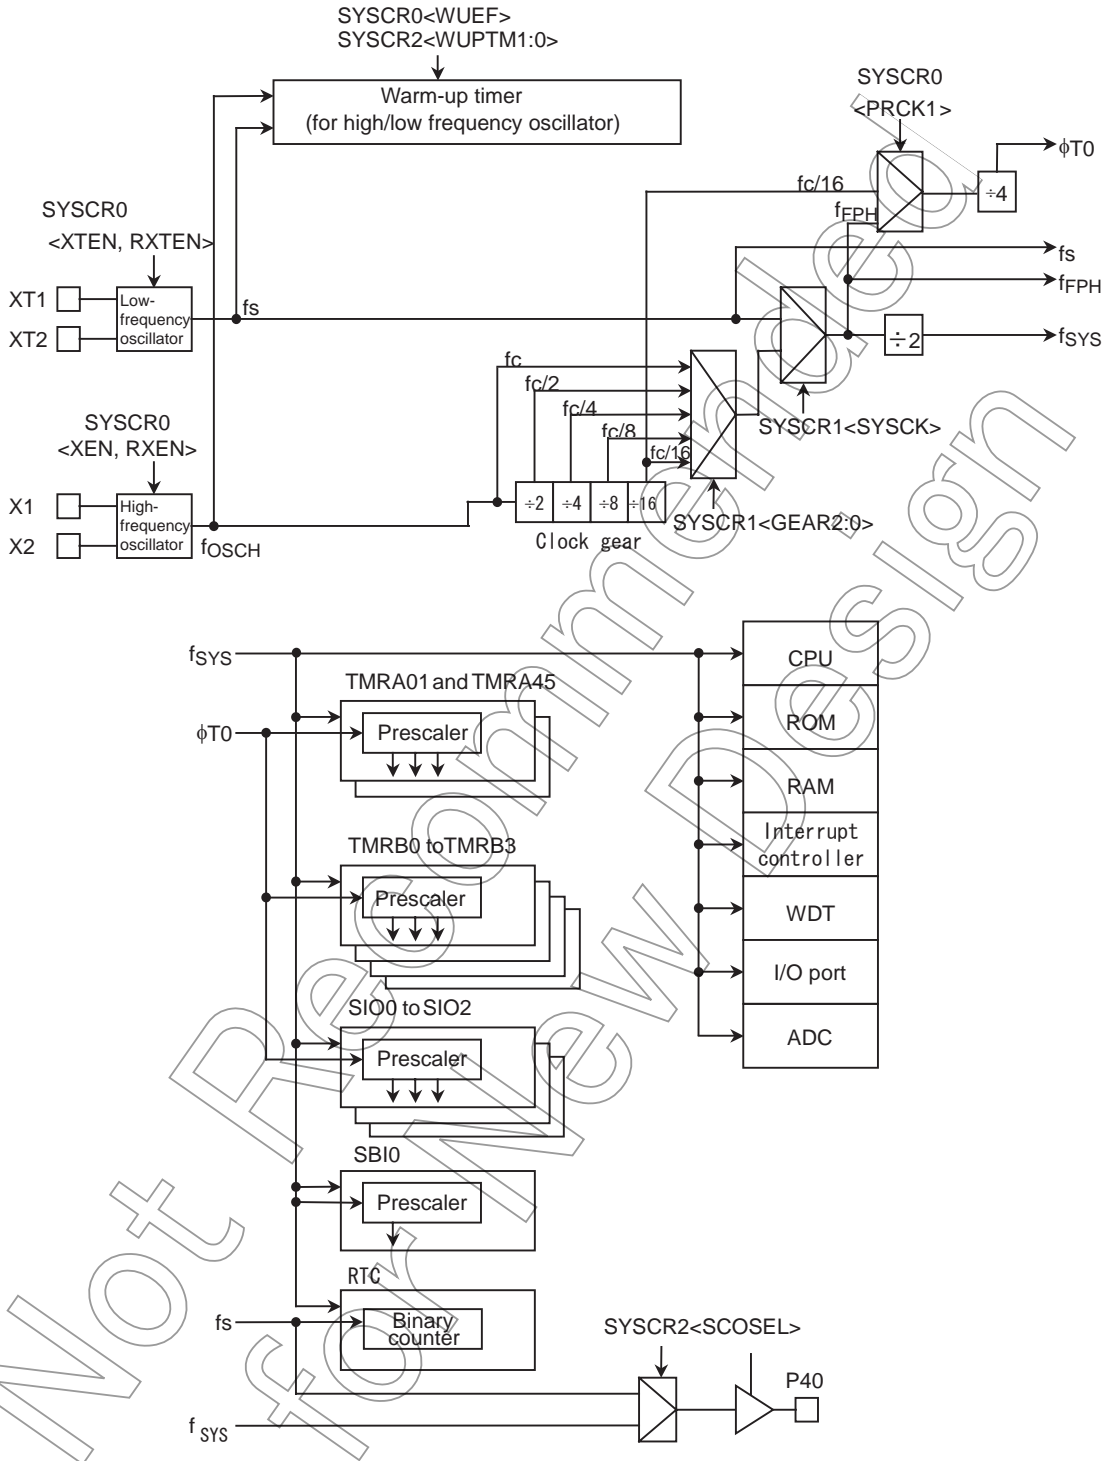 SYSCR0<WUEF>
SYSCR2<WUPTM1:0>
Warm-up timer
(for high/low frequency oscillator)
SYSCR0
<PRCK1>
ϕT0
÷4
fc/16
fFPH
SYSCR0
<XTEN, RXTEN>
fs
fFPH
XT1
XT2
Low-
frequency
oscillator
fs
÷2
fSYS
fc
fc/2
fc/4
fc/8
fc/16
SYSCR1<SYSCK>
SYSCR0
<XEN, RXEN>
X1
X2
High-
frequency
oscillator
fOSCH
÷2 ÷4 ÷8 ÷16
Clock gear
SYSCR1<GEAR2:0>
fSYS
TMRA01 and TMRA45
ϕT0
Prescaler
TMRB0 to TMRB3
Prescaler
SIO0 to SIO2
Prescaler
SBI0
Prescaler
RTC
fs
Binary
counter
CPU
ROM
RAM
Interrupt
controller
WDT
I/O port
ADC
SYSCR2<SCOSEL>
P40
f SYS
Not Recommended
for New Design